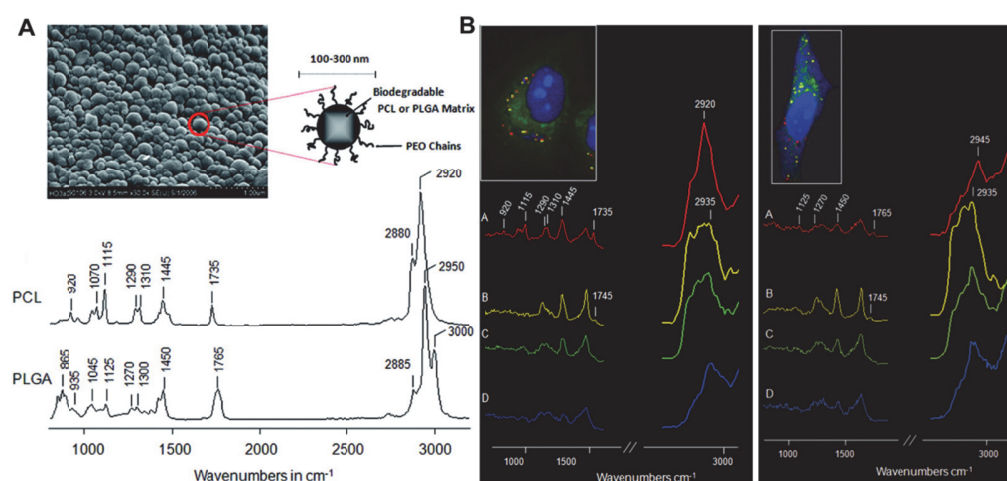 A
100-300 nm
Biodegradable
PCL or PLGA Matrix
PEO Chains
1.00um
PCL
920
1070
1115
1290
1310
1445
1735
2880
2920
2950
PLGA
865
935
1045
1125
1270
1300
1450
1765
2885
3000
1000
1500
2000
2500
3000
Wavenumbers in cm-1
B
A
920
1115
1290
1310
1445
1735
2920
2935
B
1745
C
D
1000
1500
//
3000
Wavenumbers cm-1
A
1125
1270
1450
1765
2945
2935
B
1745
C
D
1000
1500
//
3000
Wavenumbers cm-1